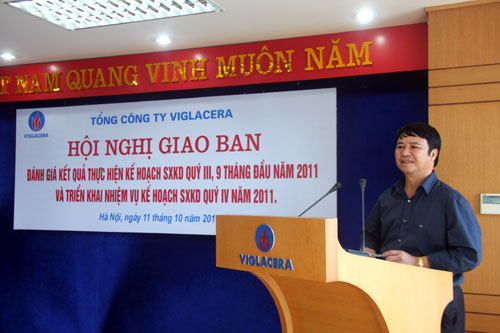 NAM QUANG VINH MUÔN NĂM
VIGLACERA
TỔNG CÔNG TY VIGLACERA
HỘI NGHỊ GIAO BAN
ĐÁNH GIÁ KẾT QUẢ THỰC HIỆN KẾ HOẠCH SXKD QUÝ III, 9 THÁNG ĐẦU NĂM 2011
VÀ TRIỂN KHAI NHIỆM VỤ KẾ HOẠCH SXKD QUÝ IV NĂM 2011.
Hà Nội, ngày 11 tháng 10 năm 201
VIGLACERA